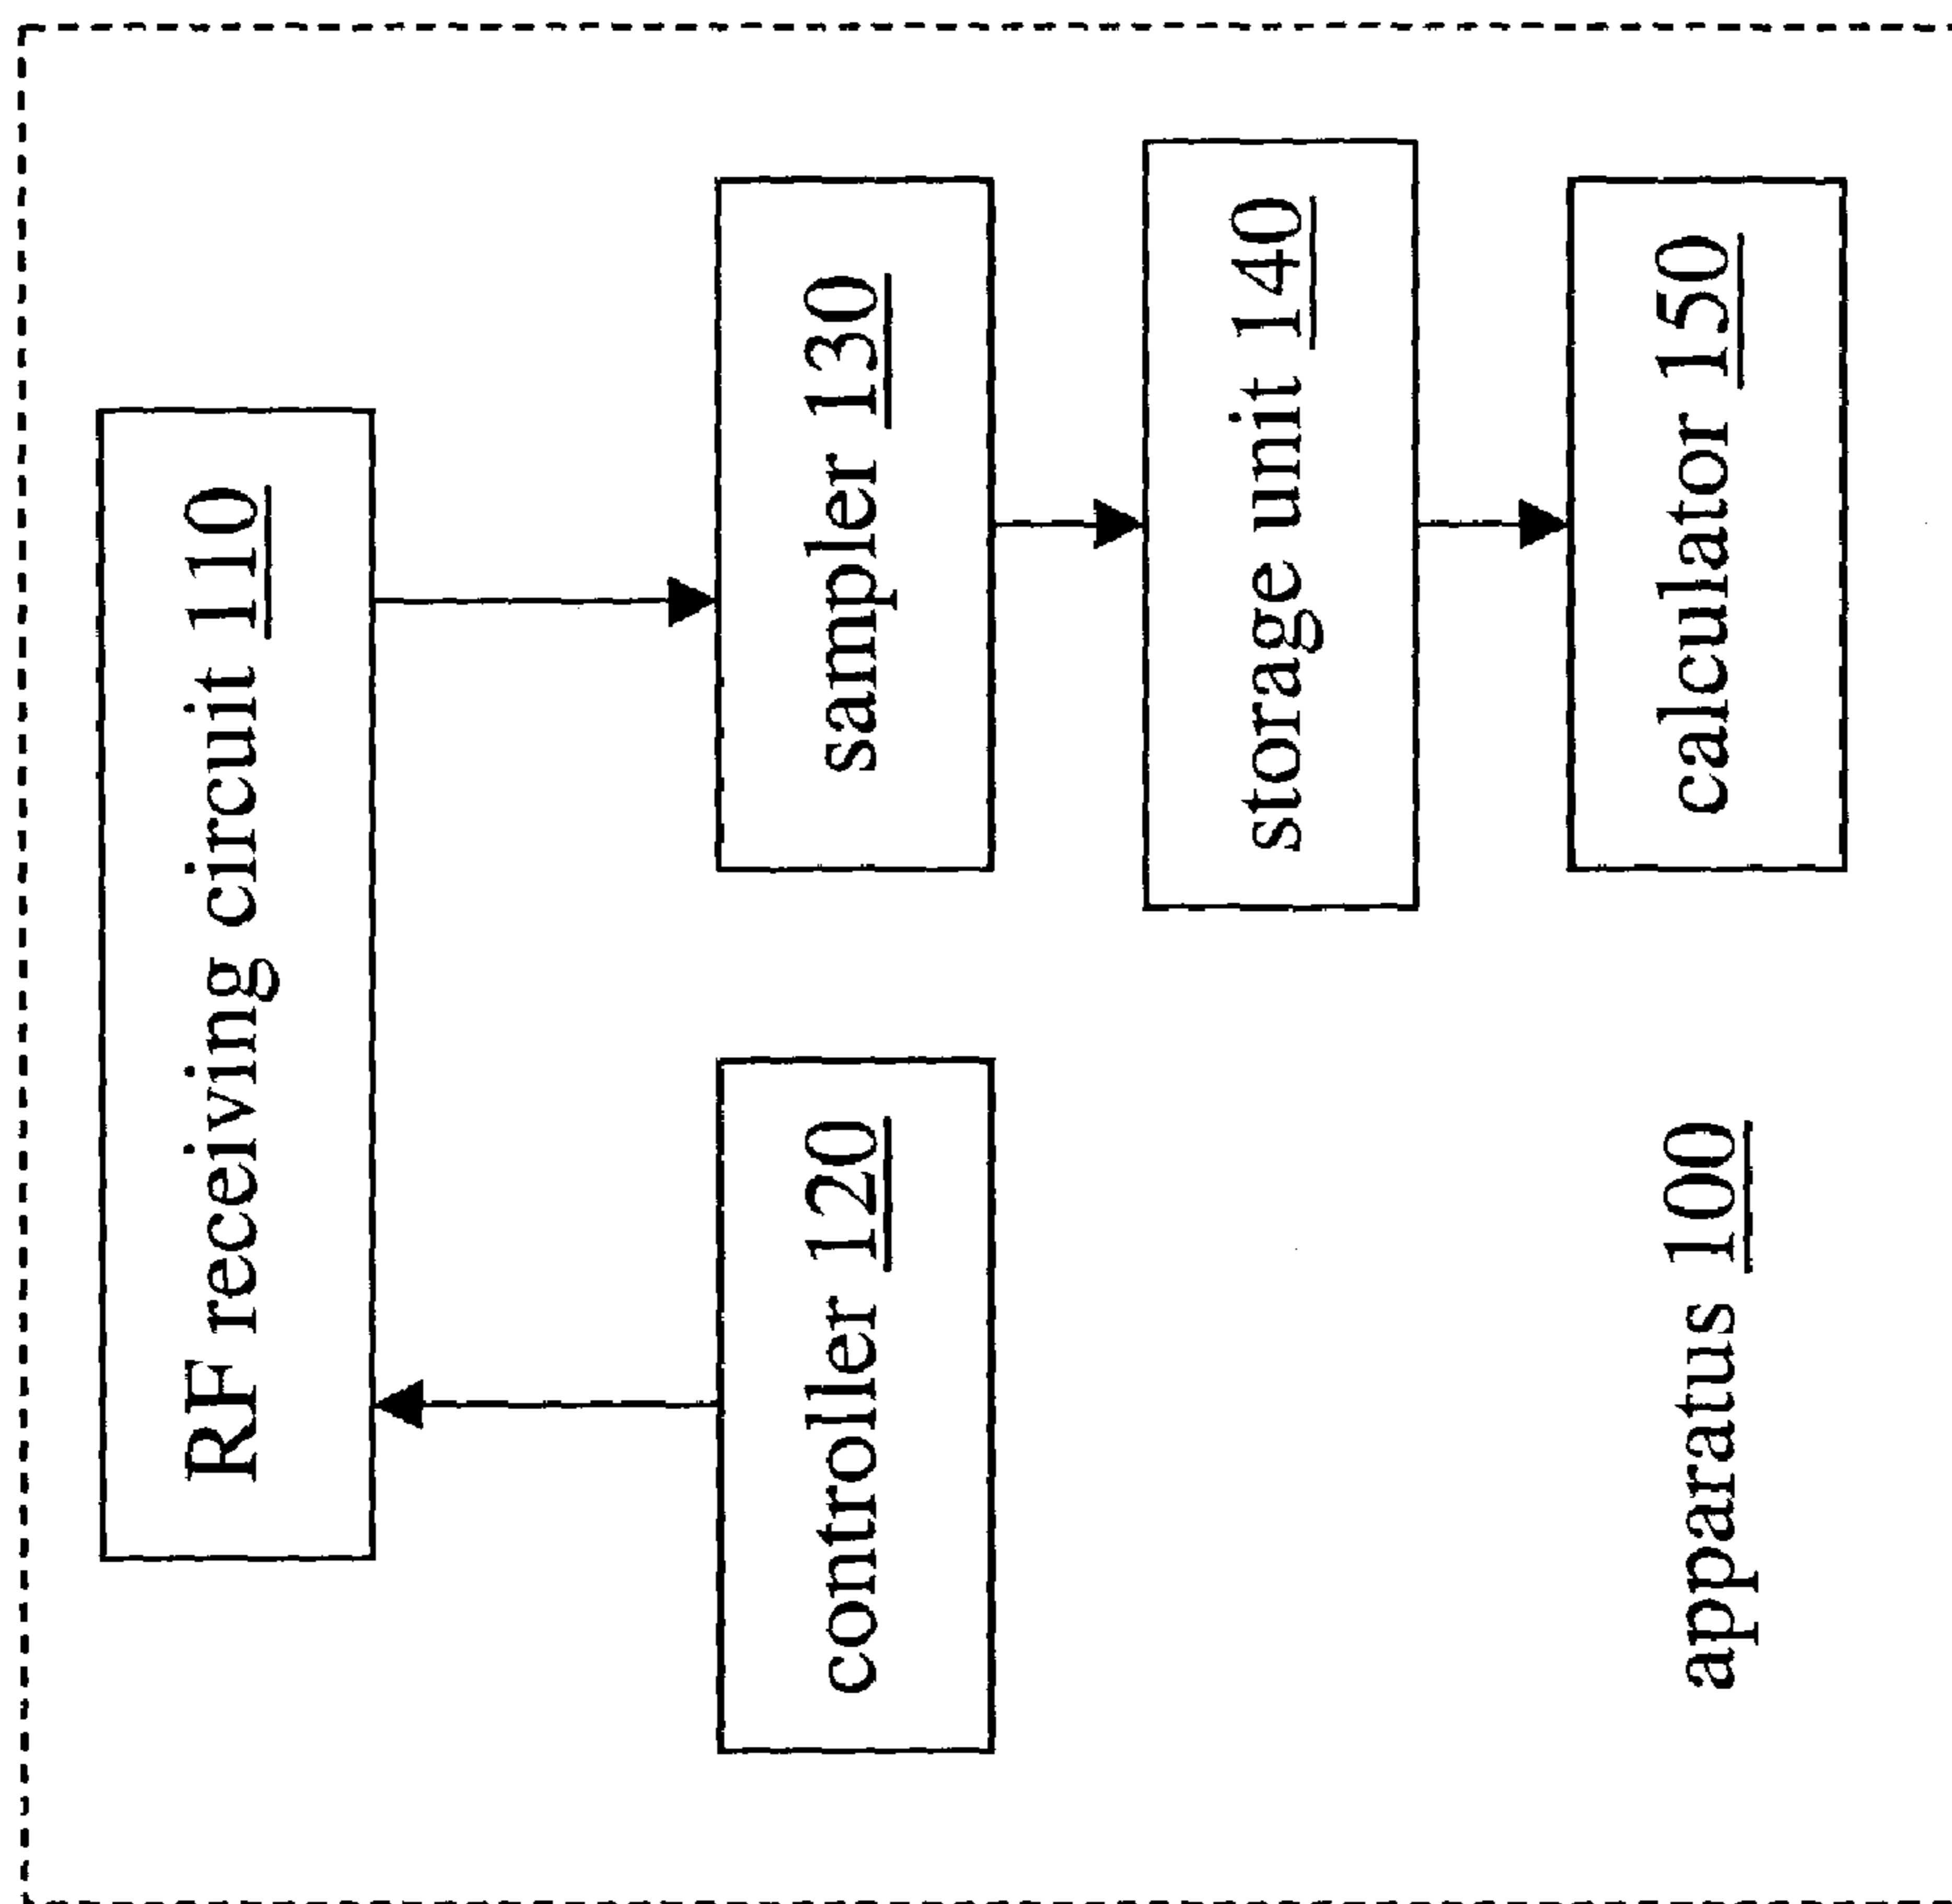 RF receiving circuit 110
controller 120
sampler 130
storage unit 140
calculator 150
apparatus 100